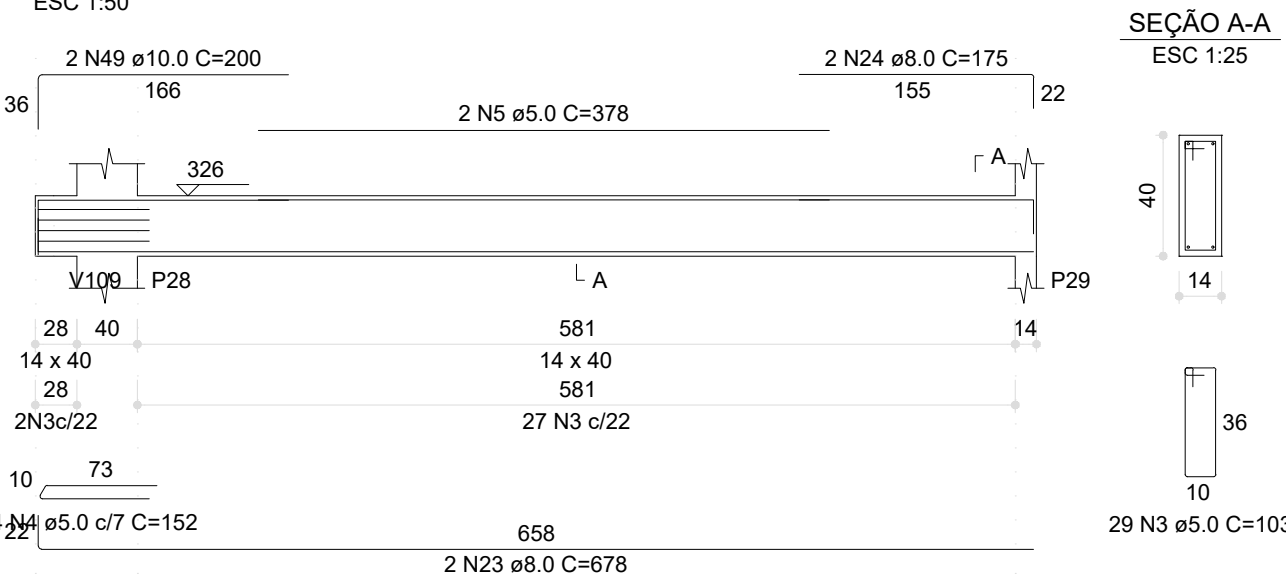 ESC 1:50
SEÇÃO A-A
ESC 1:25
2 N49 ø10.0 C=200
2 N24 ø8.0 C=175
36
166
155
22
2 N5 ø5.0 C=378
A
326
40
V109
P28
A
P29
14
28
40
581
14
14 x 40
14 x 40
28
581
2N3c/22
27 N3 c/22
36
10
73
10
N4 ø5.0 c/7 C=152
29 N3 ø5.0 C=103
22
658
2 N23 ø8.0 C=678